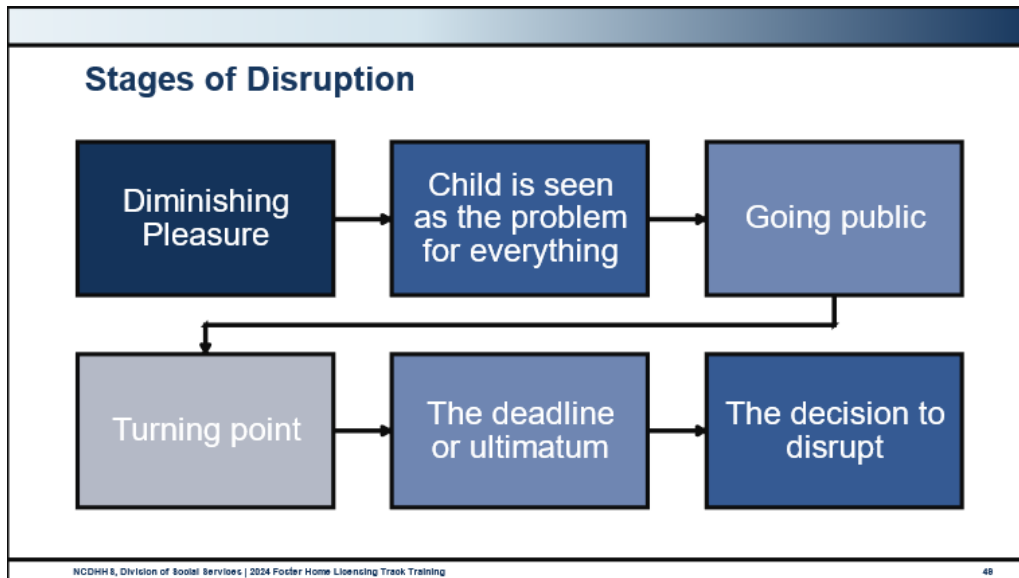 Stages of Disruption
Diminishing
Pleasure
Child is seen
as the problem
for everything
Going public
Turning point
The deadline
or ultimatum
The decision to
disrupt
NCDHHS, Division of Social Services | 2024 Foster Home Licensing Track Training
48